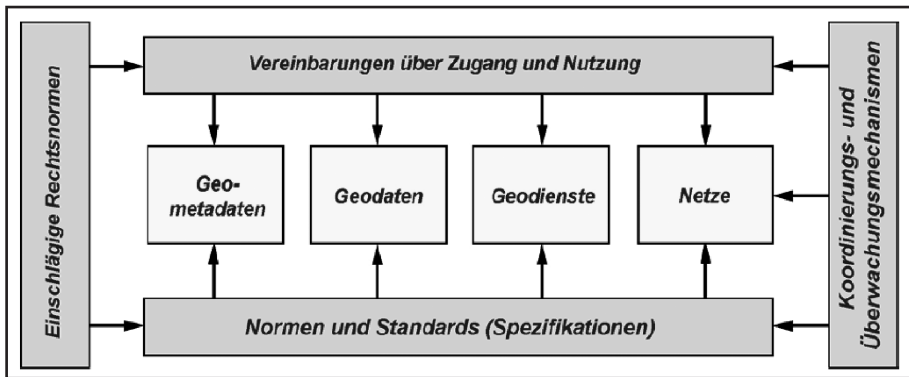 Einschlägige Rechtsnormen
Vereinbarungen über Zugang und Nutzung
Geo-
metadaten
Geodaten
Geodienste
Netze
Normen und Standards (Spezifikationen)
Koordinierungs- und
Überwachungsmechanismen